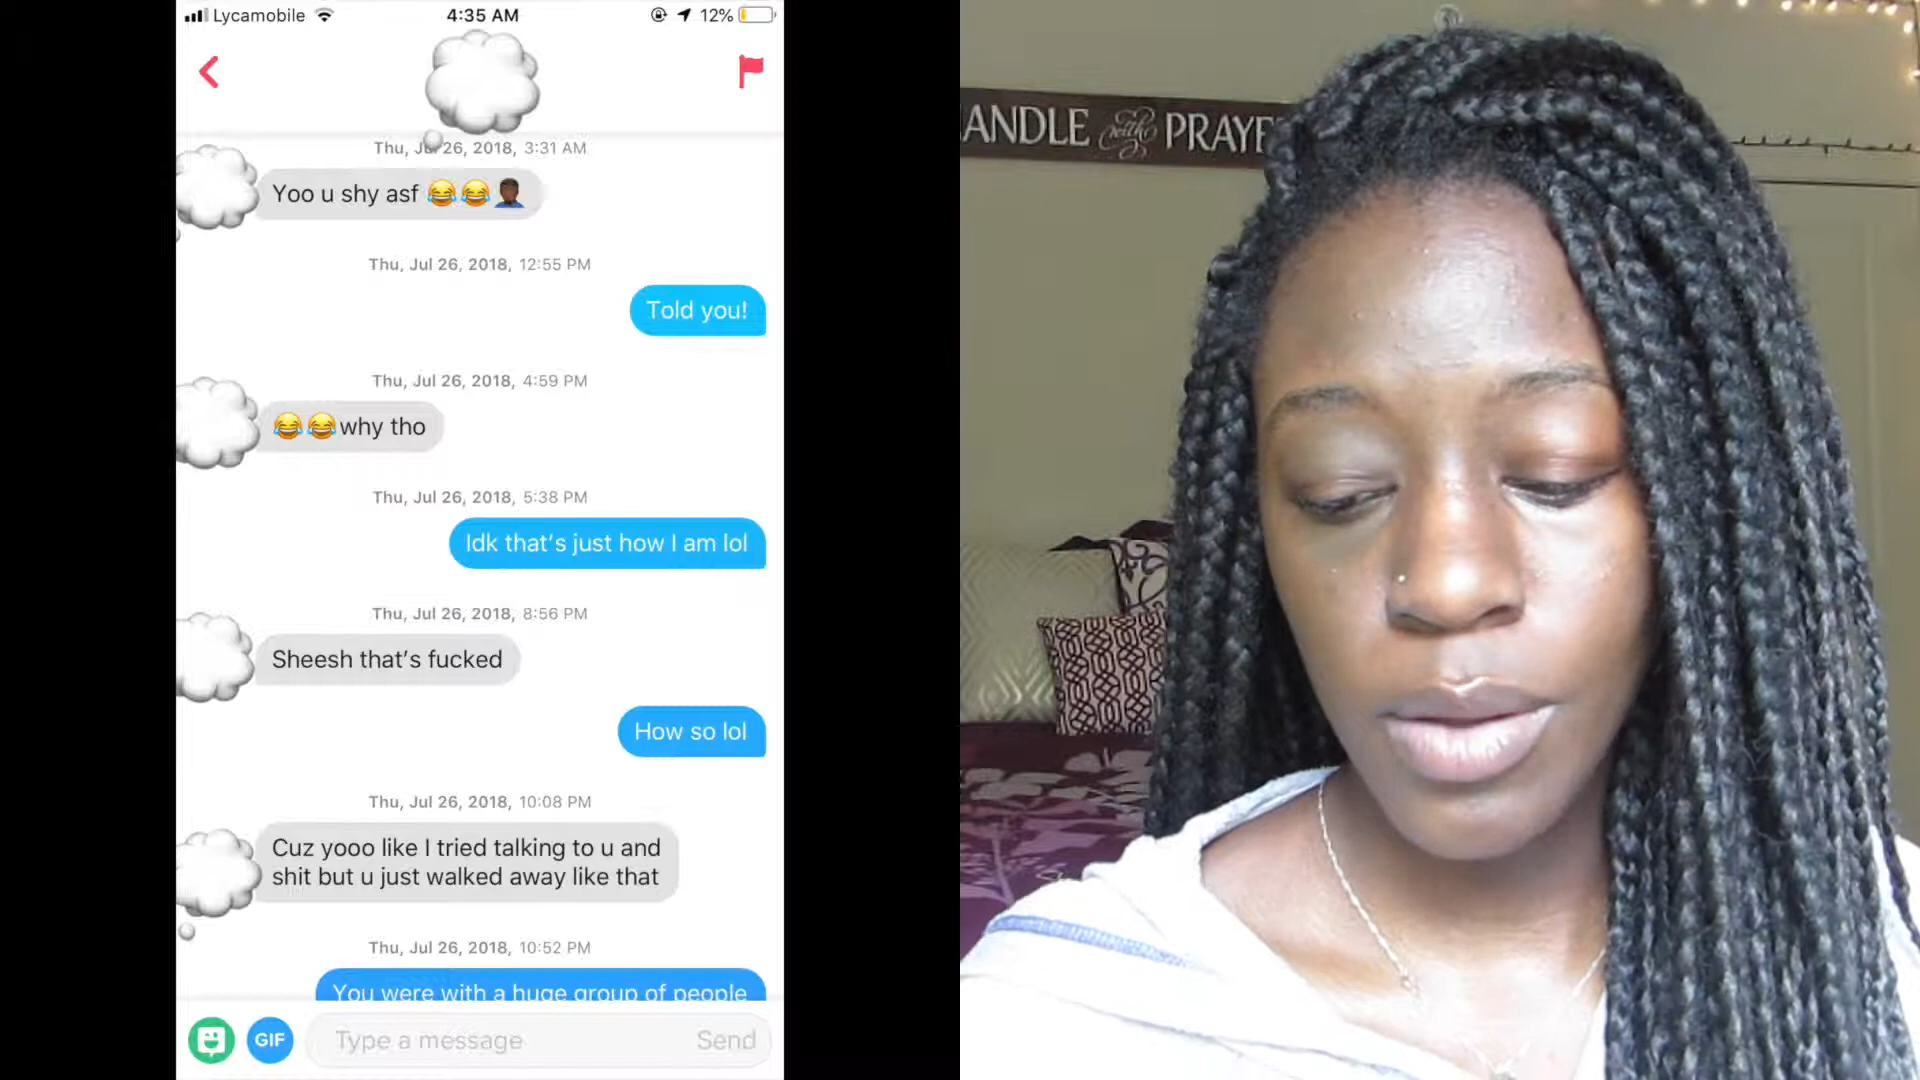 Lycamobile
4:35 AM
12%
Thu, Jul 26, 2018, 3:31 AM
Yoo u shy asf 😂😂🤦🏿‍♂️
Thu, Jul 26, 2018, 12:55 PM
Told you!
Thu, Jul 26, 2018, 4:59 PM
😂😂why tho
Thu, Jul 26, 2018, 5:38 PM
Idk that’s just how I am lol
Thu, Jul 26, 2018, 8:56 PM
Sheesh that’s fucked
How so lol
Thu, Jul 26, 2018, 10:08 PM
Cuz yooo like I tried talking to u and
shit but u just walked away like that
Thu, Jul 26, 2018, 10:52 PM
You were with a huge group of people
GIF
Type a message
Send
ANDLE with PRAYE